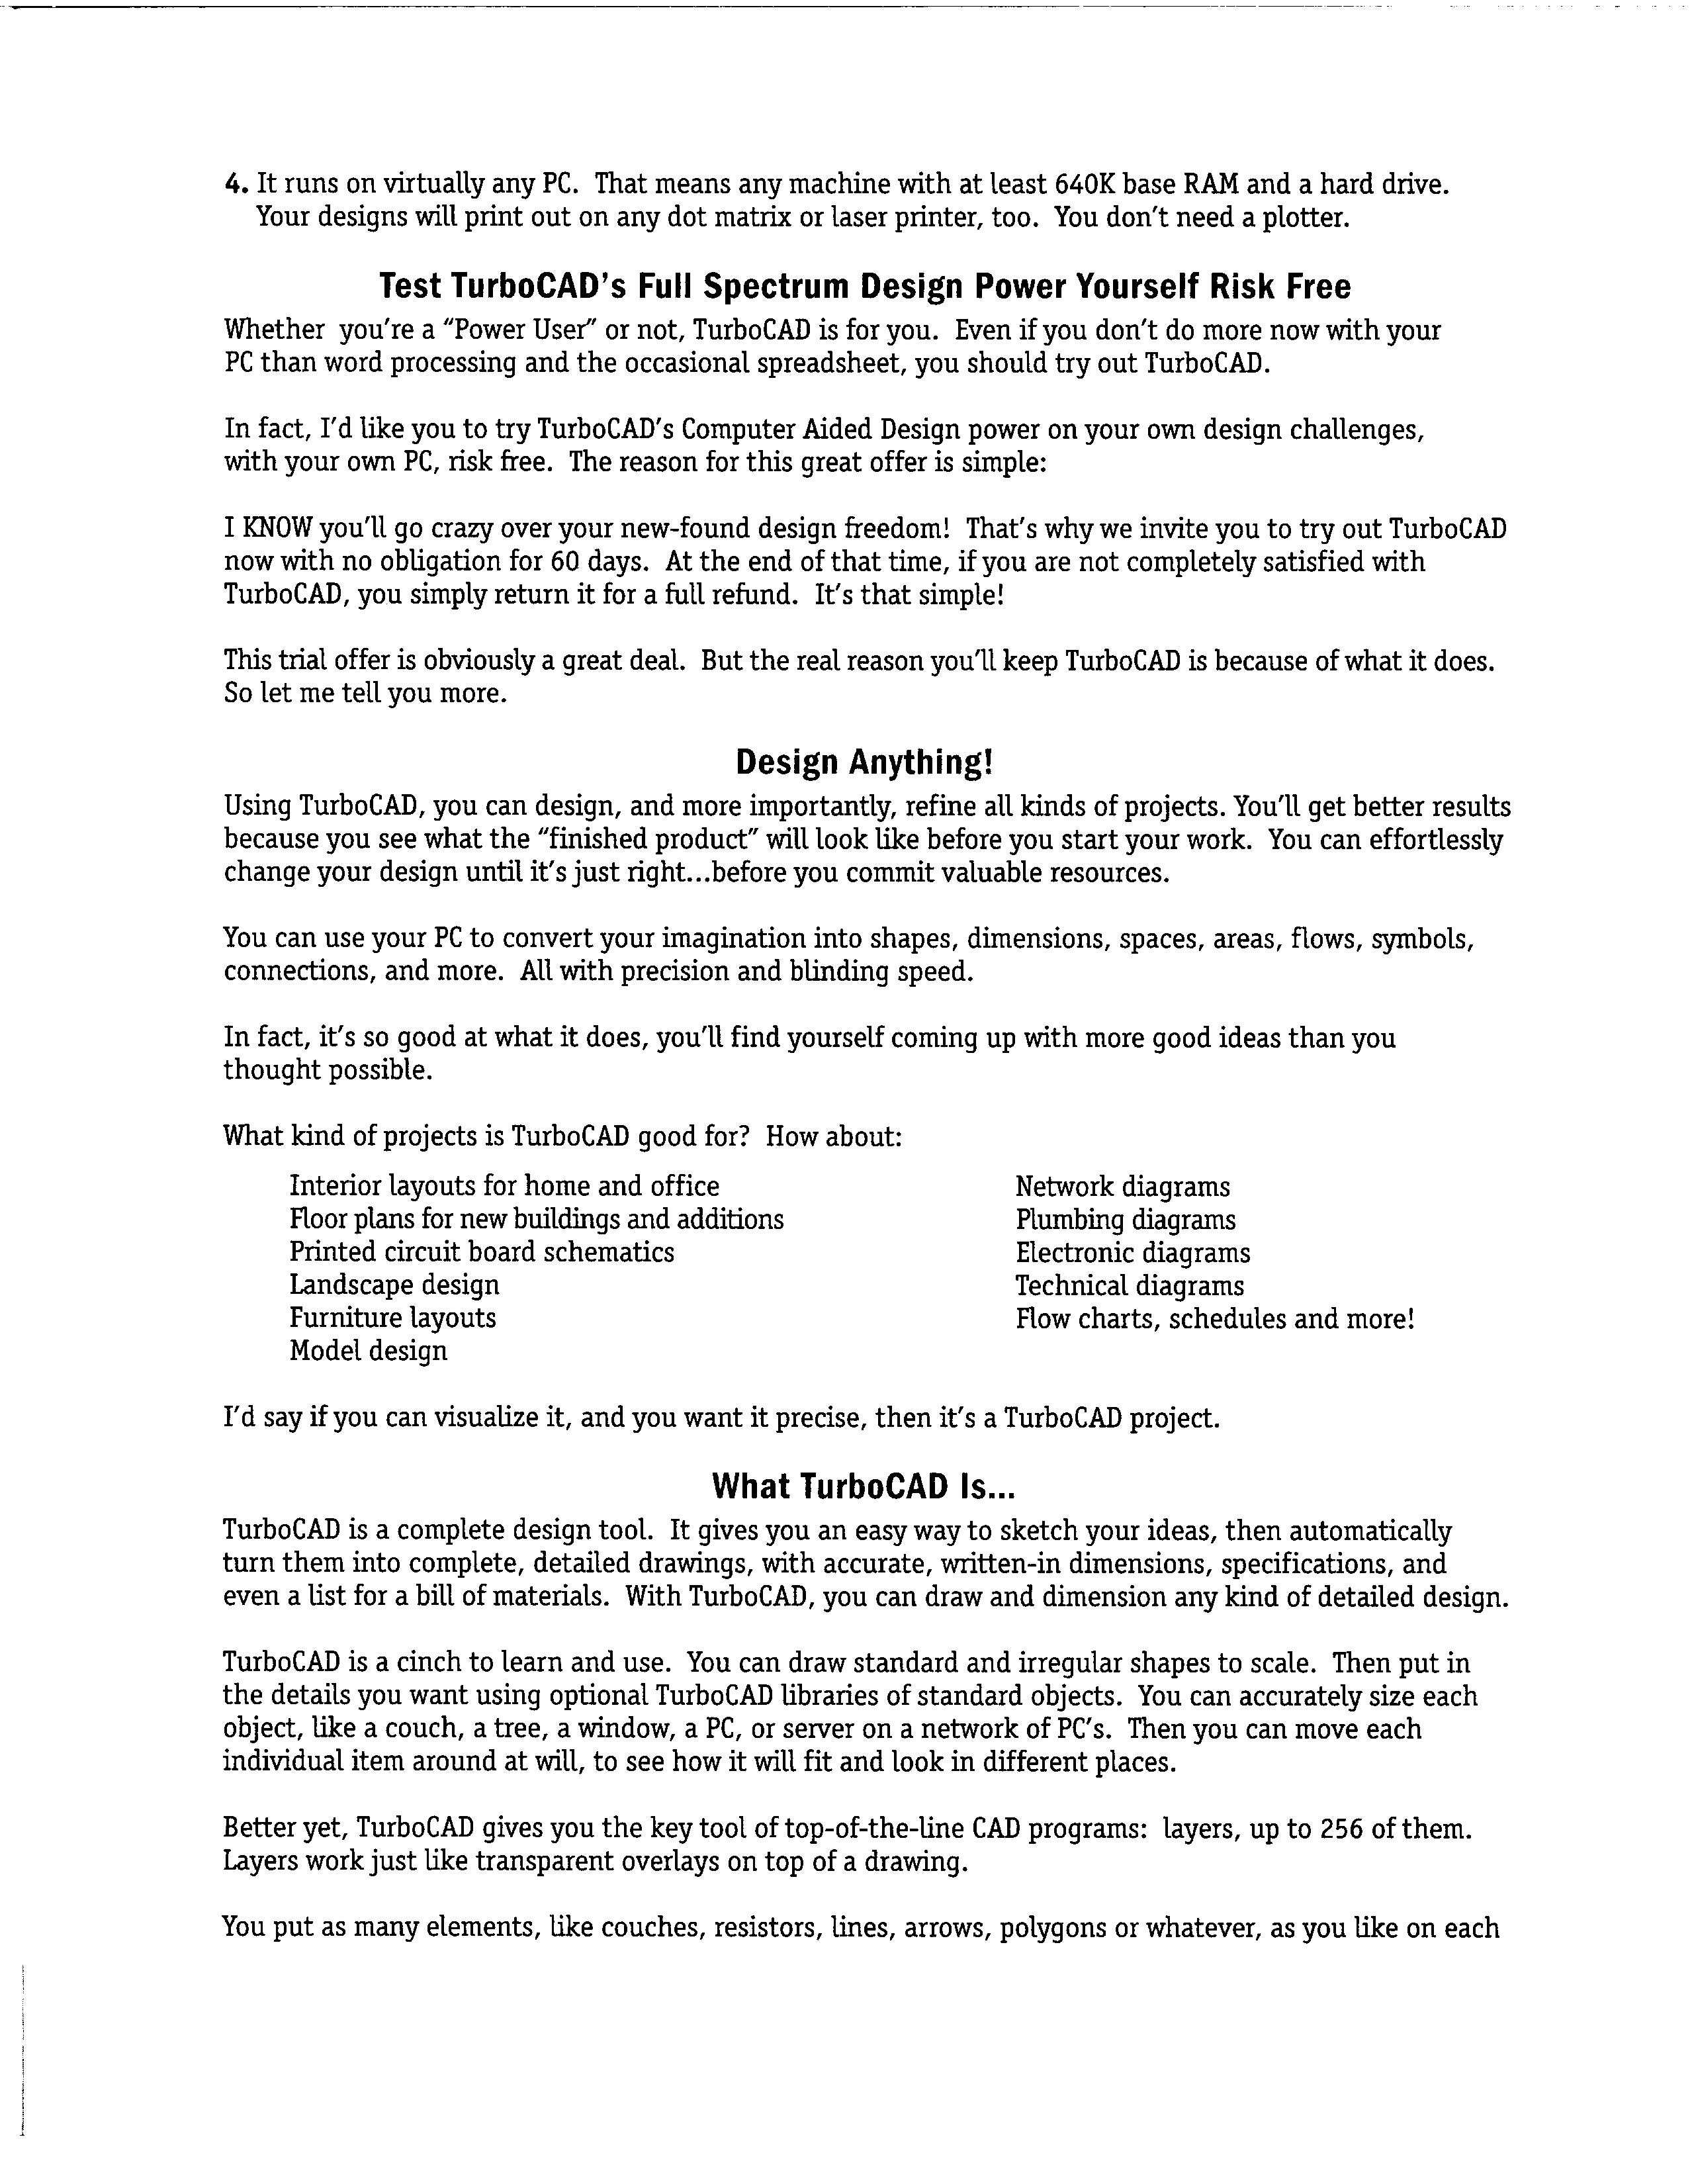 4. It runs on virtually any PC.  That means any machine with at least 640K base RAM and a hard drive.
Your designs will print out on any dot matrix or laser printer, too.  You don't need a plotter.
Test TurboCAD's Full Spectrum Design Power Yourself Risk Free
Whether  you're a "Power User" or not, TurboCAD is for you.  Even if you don't do more now with your
PC than word processing and the occasional spreadsheet, you should try out TurboCAD.
In fact, I'd like you to try TurboCAD's Computer Aided Design power on your own design challenges,
with your own PC, risk free.  The reason for this great offer is simple:
I KNOW you'll go crazy over your new-found design freedom!  That's why we invite you to try out TurboCAD
now with no obligation for 60 days.  At the end of that time, if you are not completely satisfied with
TurboCAD, you simply return it for a full refund.  It's that simple!
This trial offer is obviously a great deal.  But the real reason you'll keep TurboCAD is because of what it does.
So let me tell you more.
Design Anything!
Using TurboCAD, you can design, and more importantly, refine all kinds of projects. You'll get better results
because you see what the "finished product" will look like before you start your work.  You can effortlessly
change your design until it's just right...before you commit valuable resources.
You can use your PC to convert your imagination into shapes, dimensions, spaces, areas, flows, symbols,
connections, and more.  All with precision and blinding speed.
In fact, it's so good at what it does, you'll find yourself coming up with more good ideas than you
thought possible.
What kind of projects is TurboCAD good for?  How about:
Interior layouts for home and office
Floor plans for new buildings and additions
Printed circuit board schematics
Landscape design
Furniture layouts
Model design
Network diagrams
Plumbing diagrams
Electronic diagrams
Technical diagrams
Flow charts, schedules and more!
I'd say if you can visualize it, and you want it precise, then it's a TurboCAD project.
What TurboCAD Is...
TurboCAD is a complete design tool.  It gives you an easy way to sketch your ideas, then automatically
turn them into complete, detailed drawings, with accurate, written-in dimensions, specifications, and
even a list for a bill of materials.  With TurboCAD, you can draw and dimension any kind of detailed design.
TurboCAD is a cinch to learn and use.  You can draw standard and irregular shapes to scale.  Then put in
the details you want using optional TurboCAD libraries of standard objects.  You can accurately size each
object, like a couch, a tree, a window, a PC, or server on a network of PC's.  Then you can move each
individual item around at will, to see how it will fit and look in different places.
Better yet, TurboCAD gives you the key tool of top-of-the-line CAD programs:  layers, up to 256 of them.
Layers work just like transparent overlays on top of a drawing.
You put as many elements, like couches, resistors, lines, arrows, polygons or whatever, as you like on each